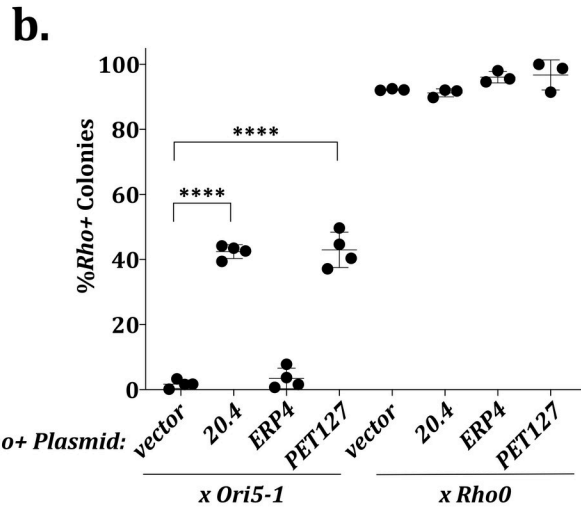 b.
%Rho+ Colonies
100
80
60
40
20
0
****
****
o+ Plasmid:
vector
20.4
ERP4
PET127
vector
20.4
ERP4
PET127
x Ori5-1
x Rho0